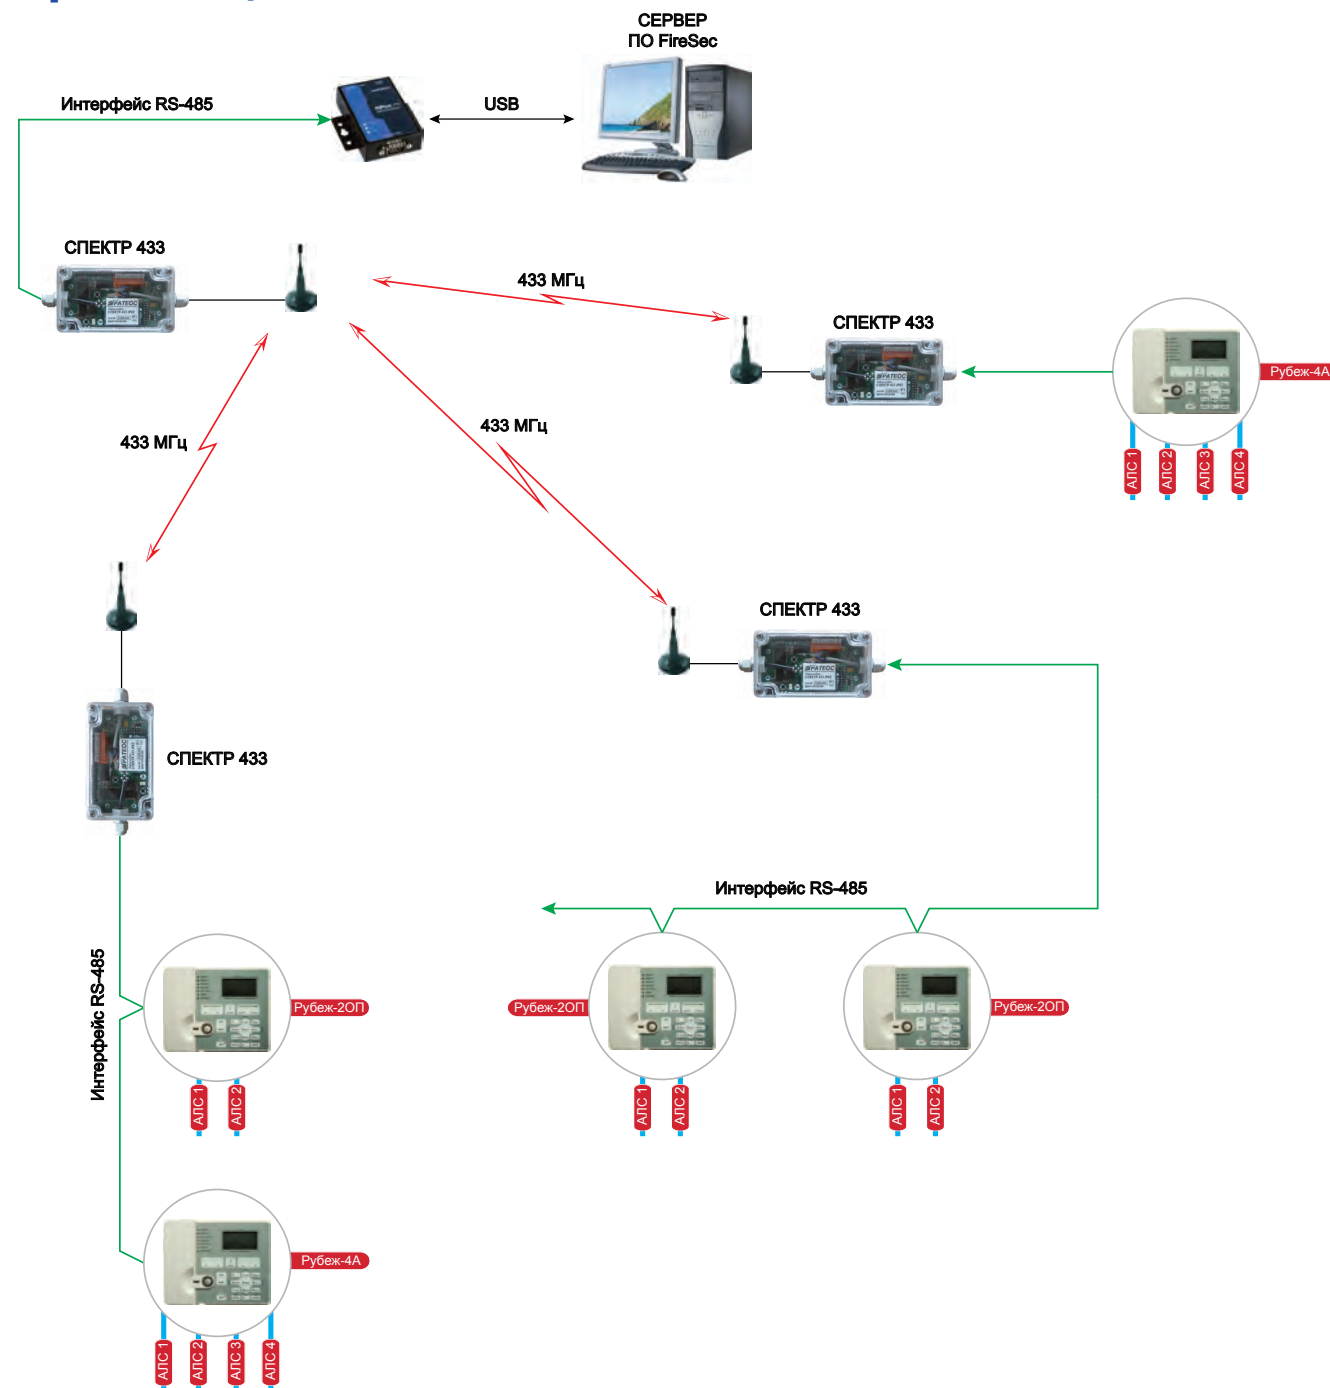 СЕРВЕР
ПО FireSec
Интерфейс RS-485
USB
СПЕКТР 433
433 МГц
СПЕКТР 433
Рубеж-4А
АЛС 1
АЛС 2
АЛС 3
АЛС 4
433 МГц
433 МГц
СПЕКТР 433
СПЕКТР 433
Интерфейс RS-485
Интерфейс RS-485
Рубеж-2ОП
Рубеж-2ОП
Рубеж-2ОП
АЛС 1
АЛС 2
АЛС 1
АЛС 2
АЛС 1
АЛС 2
Рубеж-4А
АЛС 1
АЛС 2
АЛС 3
АЛС 4